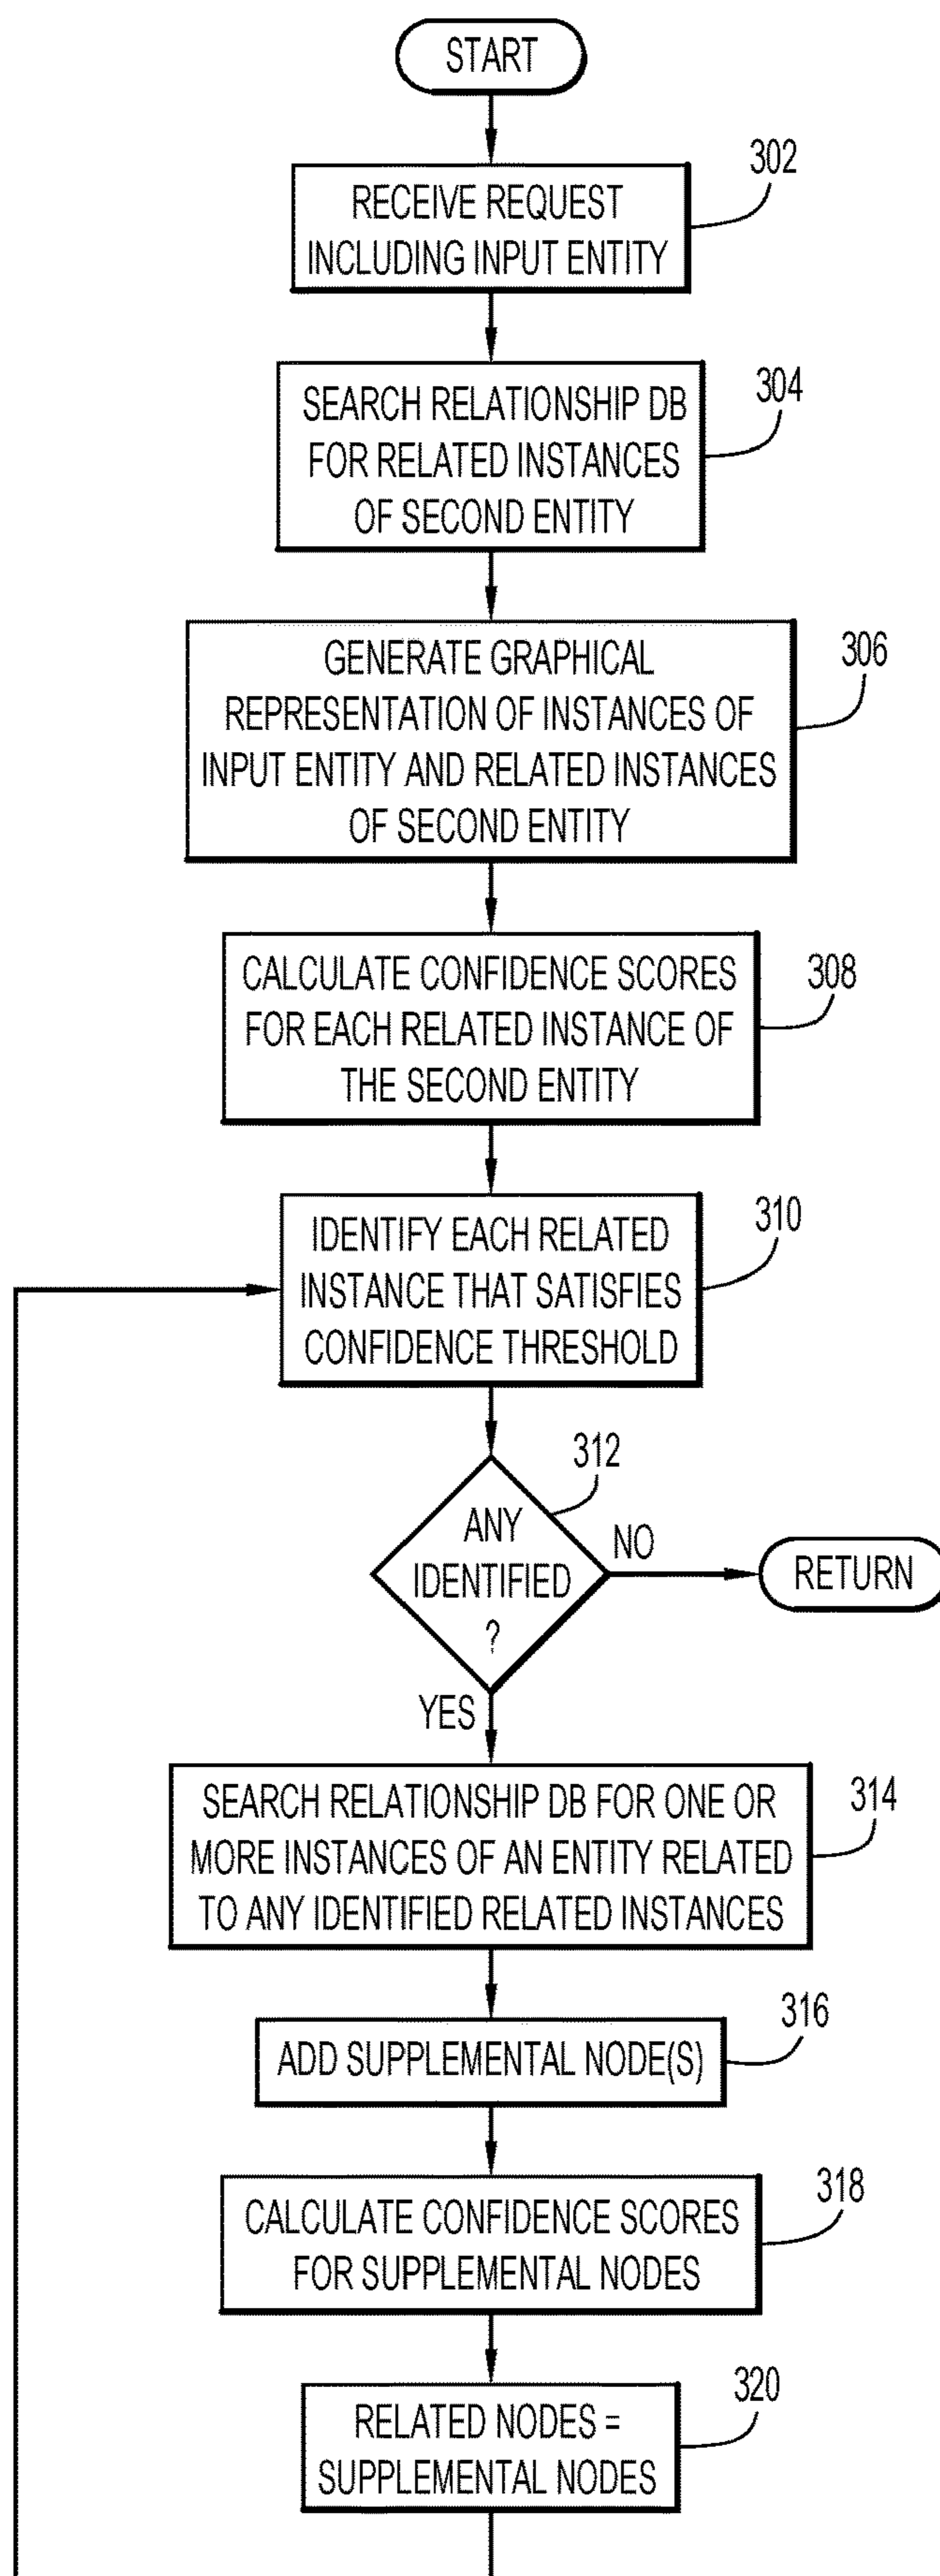 START
302
RECEIVE REQUEST
INCLUDING INPUT ENTITY
304
SEARCH RELATIONSHIP DB
FOR RELATED INSTANCES
OF SECOND ENTITY
306
GENERATE GRAPHICAL
REPRESENTATION OF INSTANCES OF
INPUT ENTITY AND RELATED INSTANCES
OF SECOND ENTITY
308
CALCULATE CONFIDENCE SCORES
FOR EACH RELATED INSTANCE OF
THE SECOND ENTITY
310
IDENTIFY EACH RELATED
INSTANCE THAT SATISFIES
CONFIDENCE THRESHOLD
312
ANY
IDENTIFIED
?
NO
RETURN
YES
314
SEARCH RELATIONSHIP DB FOR ONE OR
MORE INSTANCES OF AN ENTITY RELATED
TO ANY IDENTIFIED RELATED INSTANCES
316
ADD SUPPLEMENTAL NODE(S)
318
CALCULATE CONFIDENCE SCORES
FOR SUPPLEMENTAL NODES
320
RELATED NODES =
SUPPLEMENTAL NODES